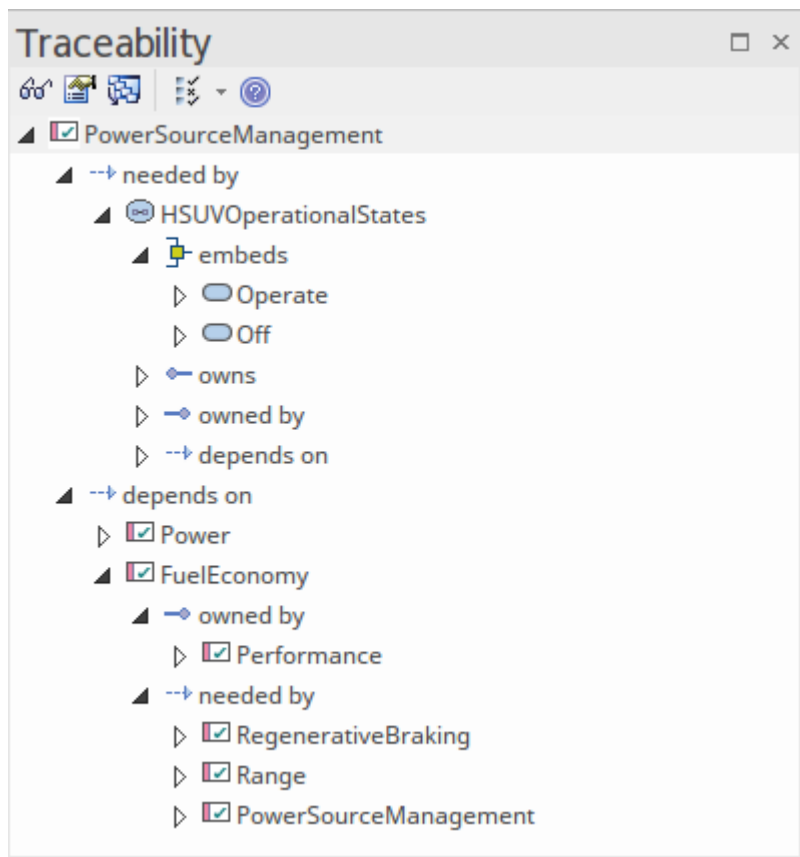 Traceability
PowerSourceManagement
needed by
HSUVOperationalStates
embeds
Operate
Off
owns
owned by
depends on
depends on
Power
FuelEconomy
owned by
Performance
needed by
RegenerativeBraking
Range
PowerSourceManagement